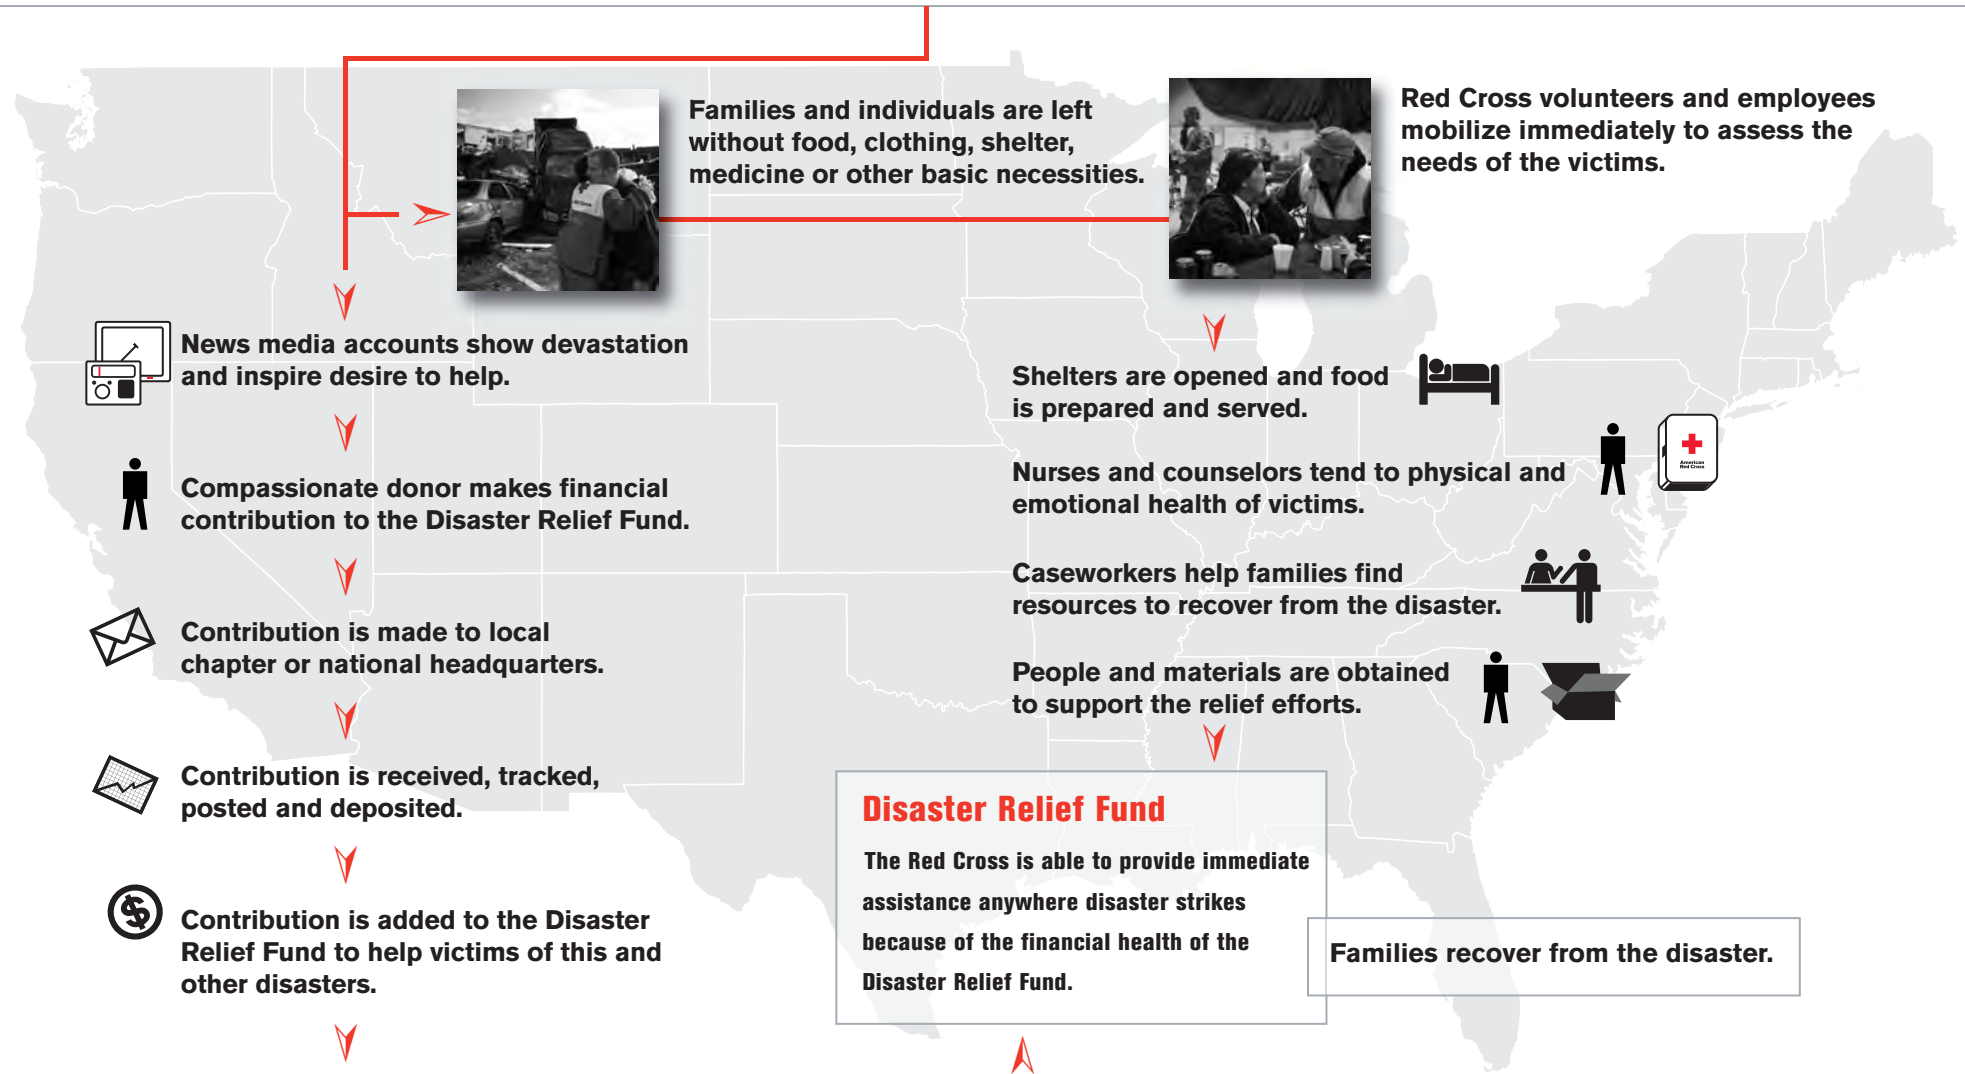 Families and individuals are left
without food, clothing, shelter,
medicine or other basic necessities.
Red Cross volunteers and employees
mobilize immediately to assess the
needs of the victims.
News media accounts show devastation
and inspire desire to help.
Compassionate donor makes financial
contribution to the Disaster Relief Fund.
Contribution is made to local
chapter or national headquarters.
Contribution is received, tracked,
posted and deposited.
Contribution is added to the Disaster
Relief Fund to help victims of this and
other disasters.
Shelters are opened and food
is prepared and served.
Nurses and counselors tend to physical and
emotional health of victims.
American
Red Cross
Caseworkers help families find
resources to recover from the disaster.
People and materials are obtained
to support the relief efforts.
Disaster Relief Fund
The Red Cross is able to provide immediate
assistance anywhere disaster strikes
because of the financial health of the
Disaster Relief Fund.
Families recover from the disaster.